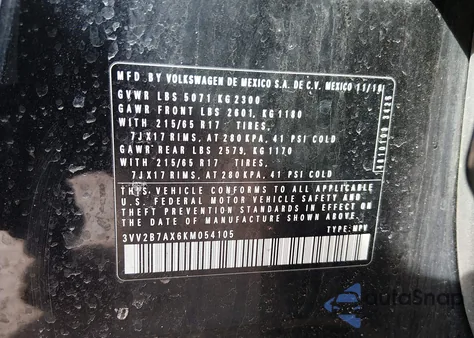 MFD. BY VOLKSWAGEN DE MEXICO S.A. DE C.V. MEXICO 11/18
GVWR LBS 5071 KG 2300
GAWR FRONT LBS 2601, KG 1180
WITH 215/65 R17 TIRES,
7JX17 RIMS, AT 280 KPA, 41 PSI COLD
GAWR REAR LBS 2579, KG 1170
WITH 215/65 R17 TIRES,
7JX17 RIMS, AT 280 KPA, 41 PSI COLD
THIS VEHICLE CONFORMS TO ALL APPLICABLE
U.S. FEDERAL MOTOR VEHICLE SAFETY AND
THEFT PREVENTION STANDARDS IN EFFECT ON
THE DATE OF MANUFACTURE SHOWN ABOVE.
3VV2B7AX6KM054105 TYPE: MPV
AutoSnap